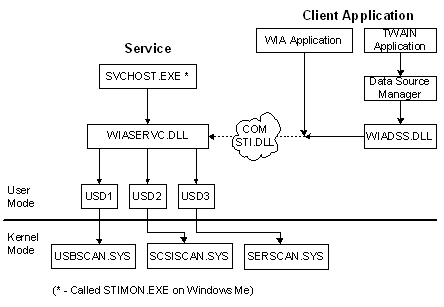 Client Application
Service
WIA Application
TWAIN
Application
SVCHOST.EXE *
Data Source
Manager
WIASERVC.DLL
COM
STI.DLL
WIADSS.DLL
User
Mode
USD1
USD2
USD3
Kernel
Mode
USBSCAN.SYS
SCSISCAN.SYS
SERSCAN.SYS
(* - Called STIMON.EXE on Windows Me)